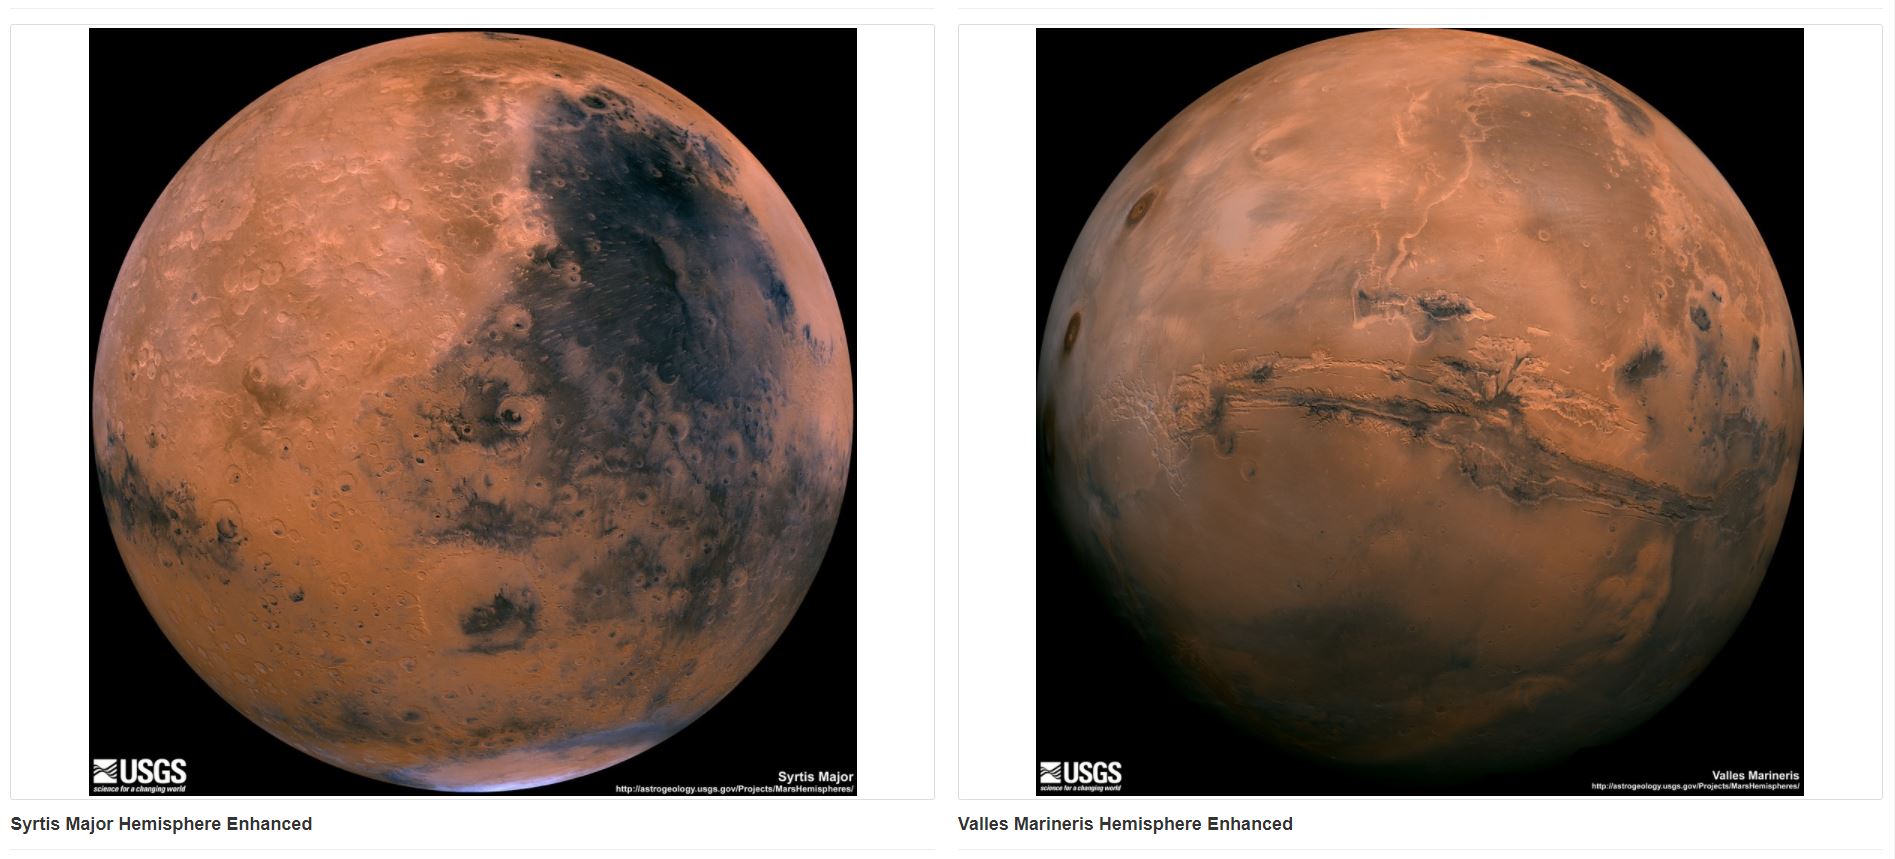 USGS
science for a changing world
Syrtis Major
http://astrogeology.usgs.gov/Projects/MarsHemispheres/
Syrtis Major Hemisphere Enhanced
USGS
science for a changing world
Valles Marineris
http://astrogeology.usgs.gov/Projects/MarsHemispheres/
Valles Marineris Hemisphere Enhanced